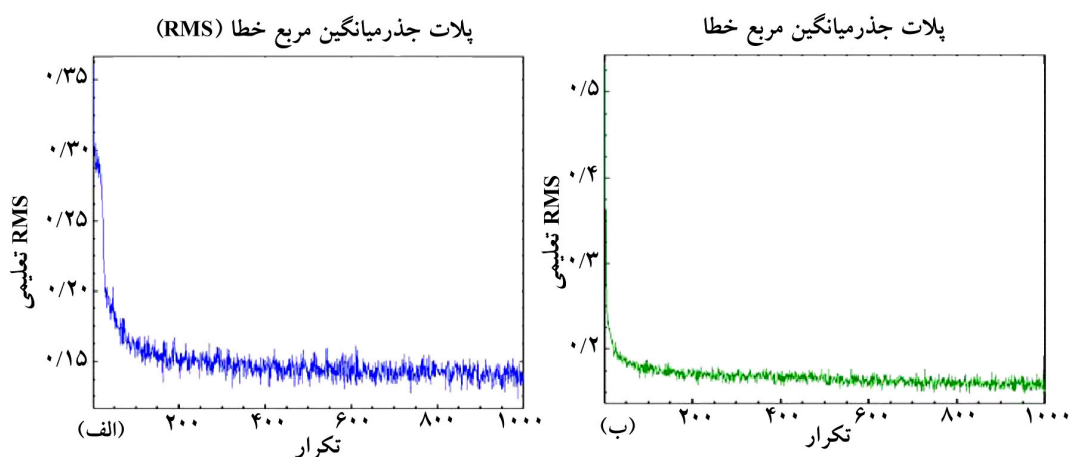 پلات جذرمیانگین مربع خطا (RMS)
۰/۳۵
۰/۳۰
۰/۲۵
۰/۲۰
۰/۱۵
RMS تعلیمی
۲۰۰ ۴۰۰ ۶۰۰ ۸۰۰ ۱۰۰۰
تکرار
(الف)
پلات جذرمیانگین مربع خطا
۰/۵
۰/۴
۰/۳
۰/۲
RMS تعلیمی
۲۰۰ ۴۰۰ ۶۰۰ ۸۰۰ ۱۰۰۰
تکرار
(ب)